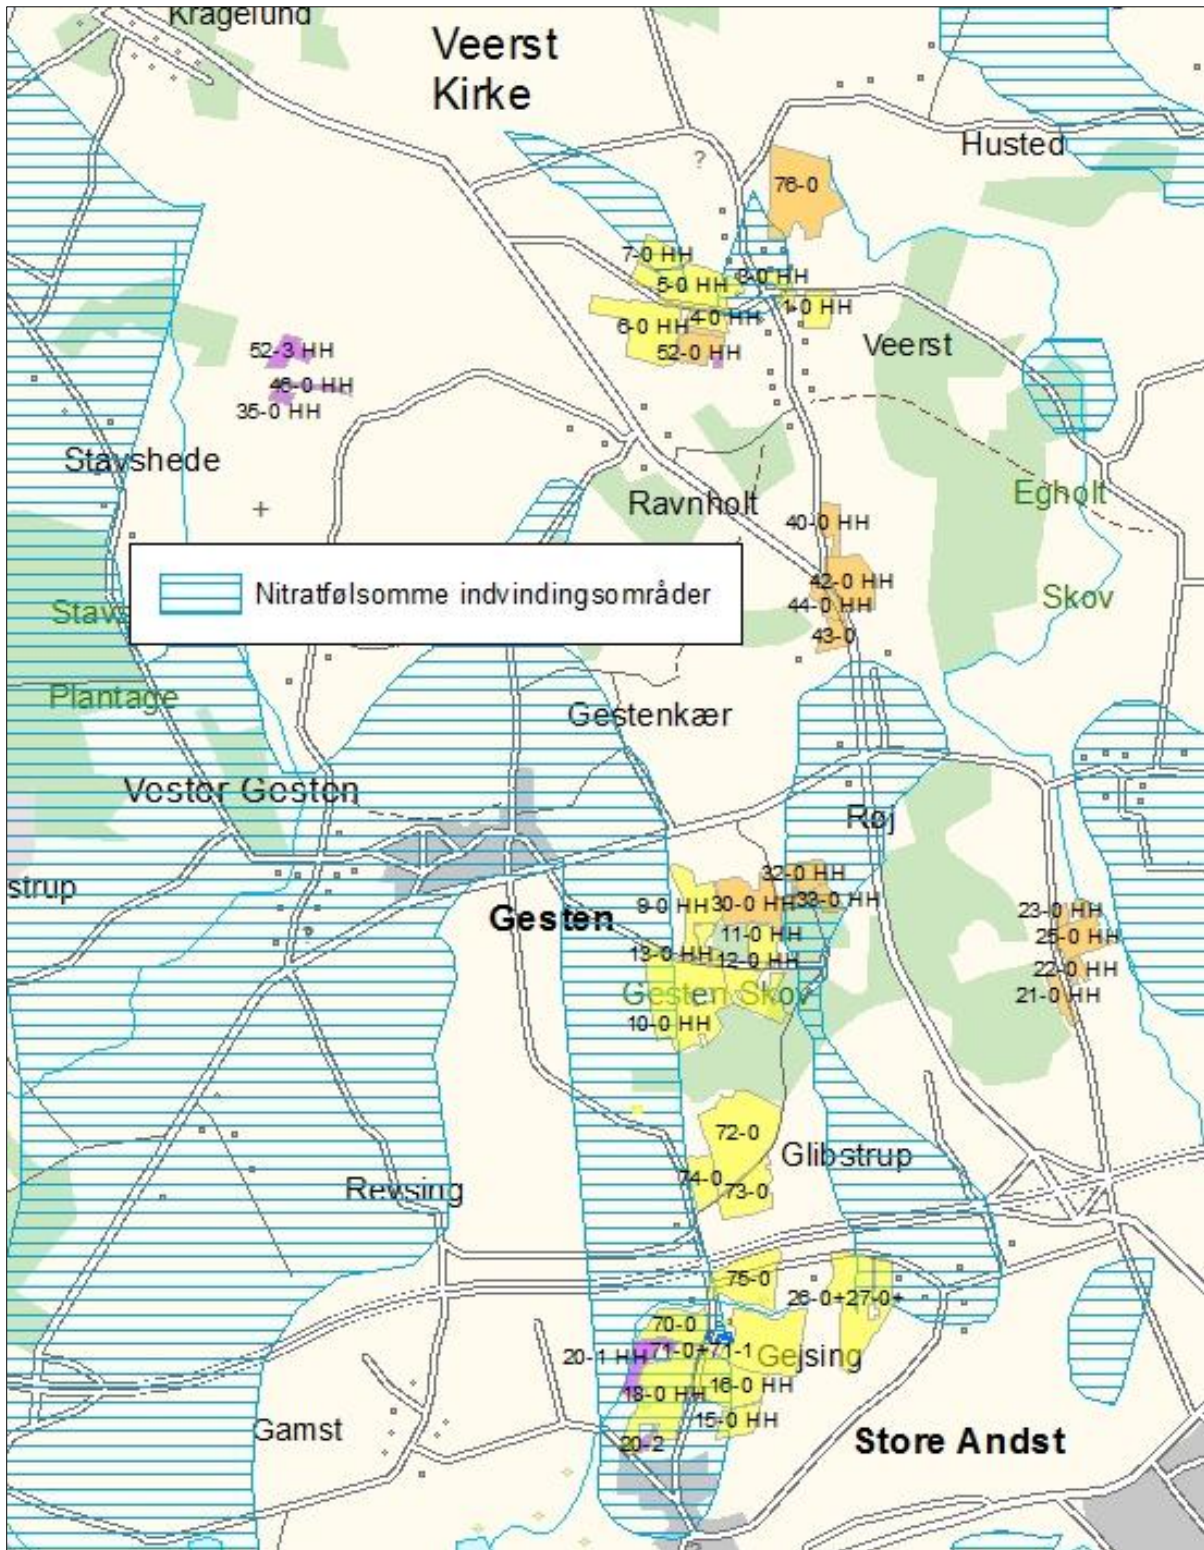 Kragelund
Veerst
Kirke
Husted
?
76-0
7-0 HH
3-0 HH
5-0 HH
1-0 HH
4-0 HH
6-0 HH
52-0 HH
Veerst
52-3 HH
46-0 HH
35-0 HH
Stavshede
Ravnholt
Egholt
40-0 HH
Nitratfølsomme indvindingsområder
42-0 HH
44-0 HH
43-0
Skov
Stavs
Plantage
Gestenkær
Vester Gesten
Røj
strup
32-0 HH
9-0 HH
30-0 HH
33-0 HH
Gesten
11-0 HH
13-0 HH
12-0 HH
23-0 HH
25-0 HH
22-0 HH
21-0 HH
Gesten Skov
10-0 HH
72-0
Glibstrup
74-0
73-0
Revsing
75-0
26-0+27-0+
70-0
71-0+71-1
Gejsing
20-1 HH
18-0 HH
16-0 HH
15-0 HH
Gamst
20-2
Store Andst